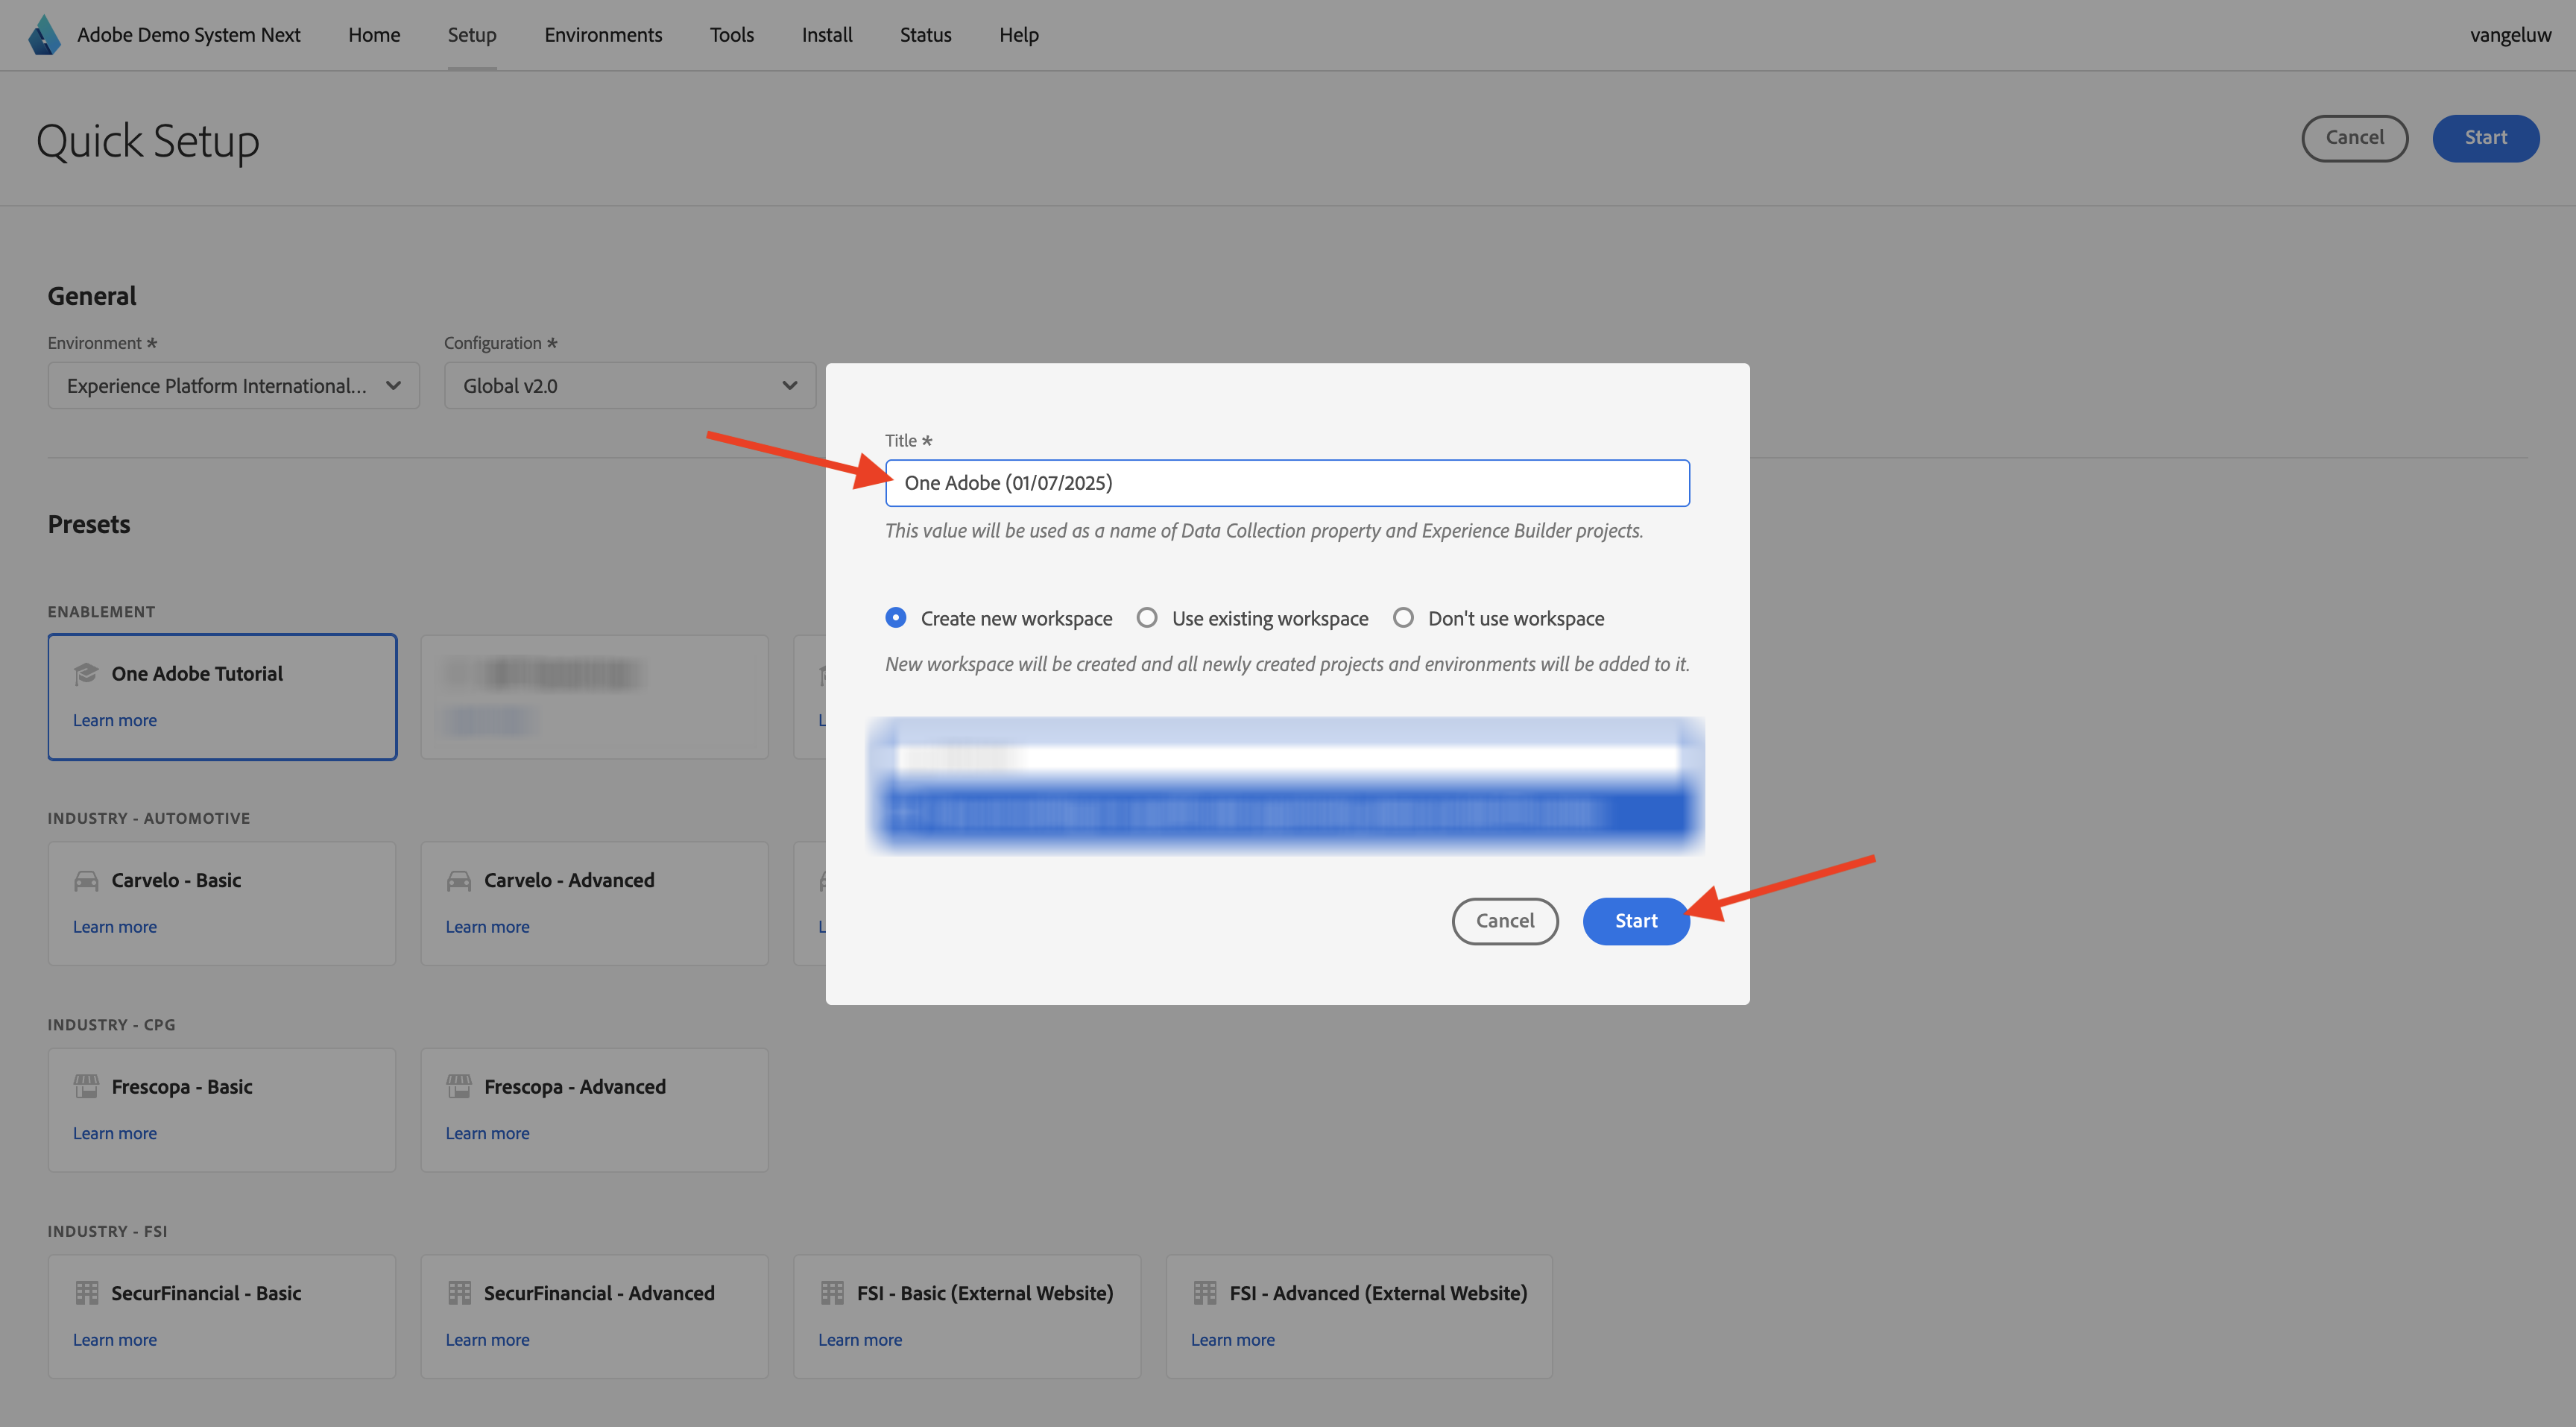 Adobe Demo System Next Home Setup Environments Tools Install Status Help vangeluw
Quick Setup Cancel Start
General
Environment * Configuration *
Experience Platform International... Global v2.0
Title *
One Adobe (01/07/2025)
This value will be used as a name of Data Collection property and Experience Builder projects.
Create new workspace Use existing workspace Don't use workspace
New workspace will be created and all newly created projects and environments will be added to it.
Cancel Start
Presets
ENABLEMENT
One Adobe Tutorial
Learn more
INDUSTRY - AUTOMOTIVE
Carvelo - Basic Carvelo - Advanced
Learn more Learn more
INDUSTRY - CPG
Frescopa - Basic Frescopa - Advanced
Learn more Learn more
INDUSTRY - FSI
SecurFinancial - Basic SecurFinancial - Advanced FSI - Basic (External Website) FSI - Advanced (External Website)
Learn more Learn more Learn more Learn more